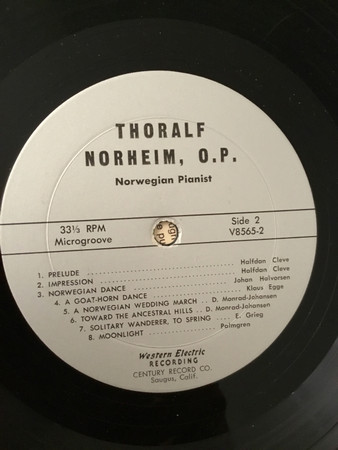 THORALF
NORHEIM, O.P.
Norwegian Pianist
33⅓ RPM
Microgroove
Side 2
V8565-2
1. PRELUDE ........ Halfdan Cleve
2. IMPRESSION ........ Halfdan Cleve
3. NORWEGIAN DANCE ........ Johan Halvorsen
4. A GOAT-HORN DANCE ........ Klaus Egge
5. A NORWEGIAN WEDDING MARCH .. D. Monrad-Johansen
6. TOWARD THE ANCESTRAL HILLS .. D. Monrad-Johansen
7. SOLITARY WANDERER, TO SPRING .... E. Grieg
8. MOONLIGHT ........ Palmgren
Western Electric
RECORDING
CENTURY RECORD CO.
Saugus, Calif.